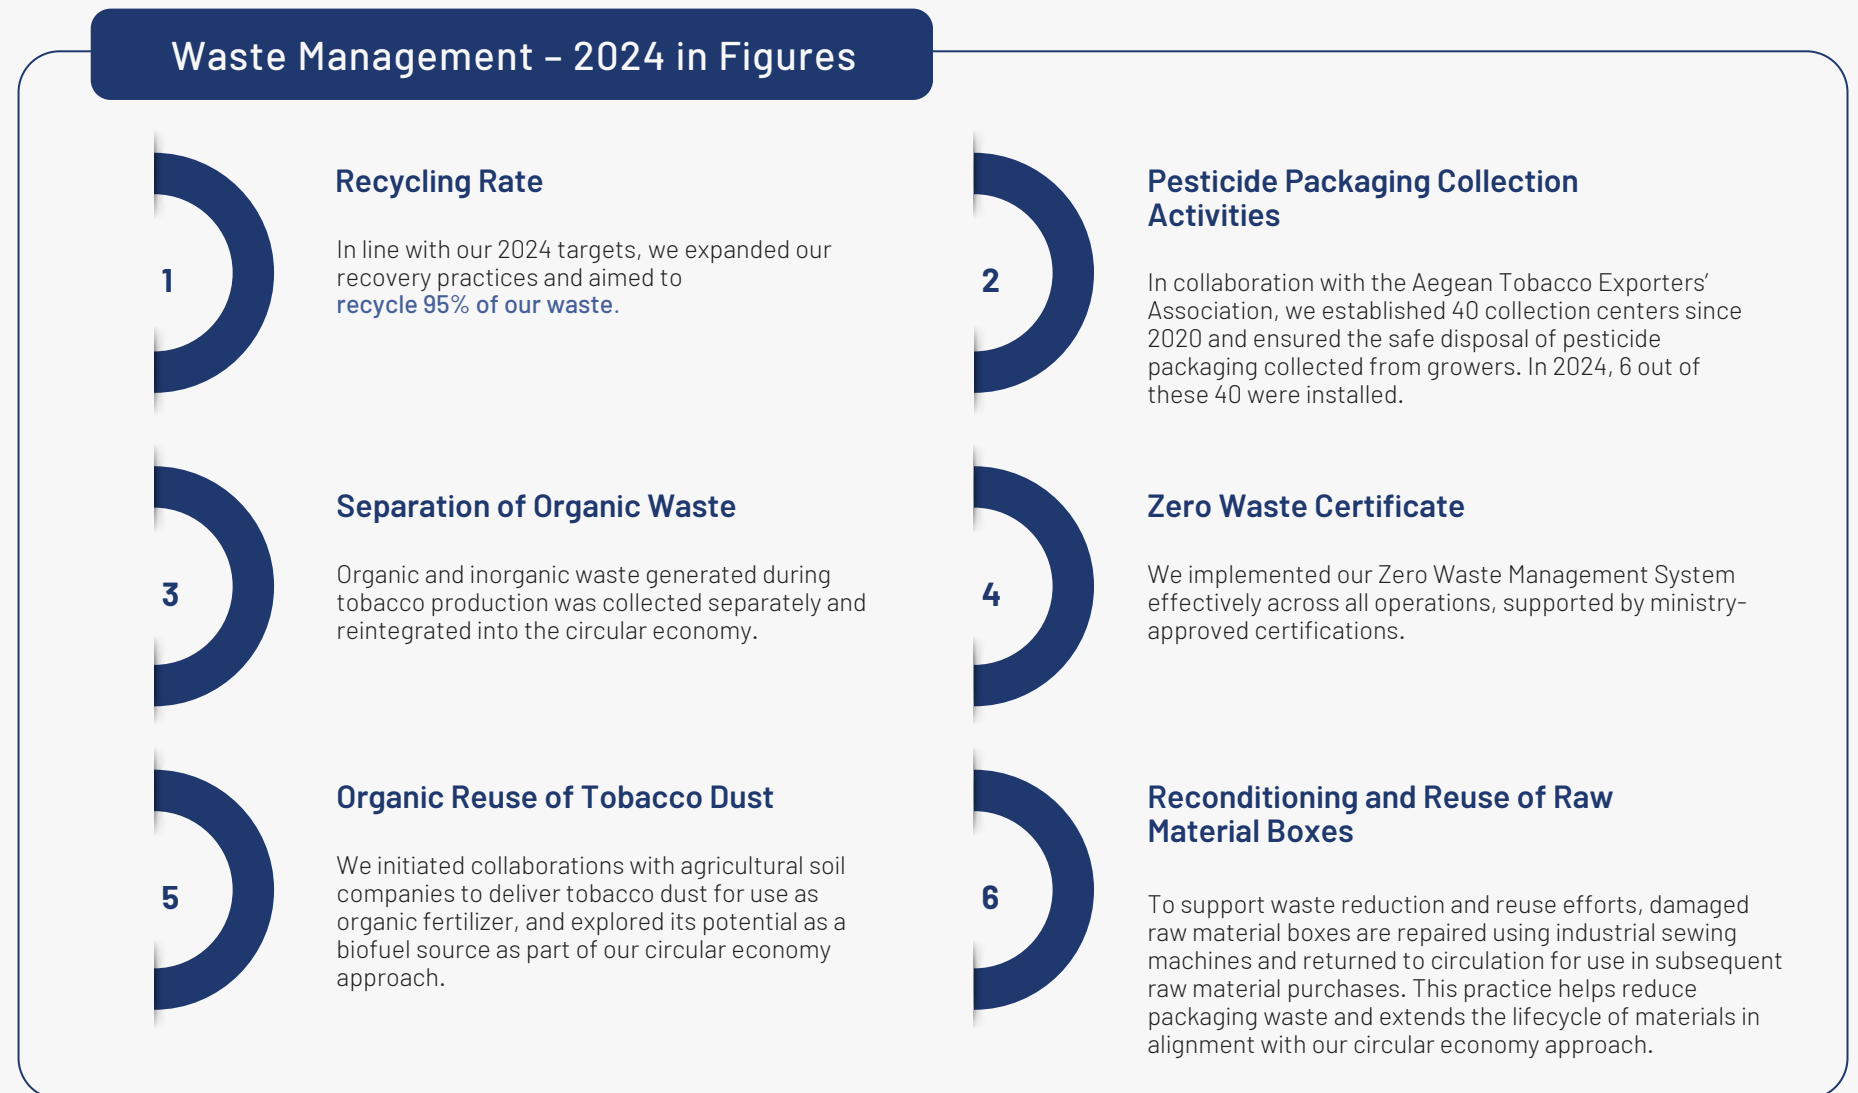 Waste Management – 2024 in Figures
1
Recycling Rate
In line with our 2024 targets, we expanded our
recovery practices and aimed to
recycle 95% of our waste.
2
Pesticide Packaging Collection
Activities
In collaboration with the Aegean Tobacco Exporters’
Association, we established 40 collection centers since
2020 and ensured the safe disposal of pesticide
packaging collected from growers. In 2024, 6 out of
these 40 were installed.
3
Separation of Organic Waste
Organic and inorganic waste generated during
tobacco production was collected separately and
reintegrated into the circular economy.
4
Zero Waste Certificate
We implemented our Zero Waste Management System
effectively across all operations, supported by ministry-
approved certifications.
5
Organic Reuse of Tobacco Dust
We initiated collaborations with agricultural soil
companies to deliver tobacco dust for use as
organic fertilizer, and explored its potential as a
biofuel source as part of our circular economy
approach.
6
Reconditioning and Reuse of Raw
Material Boxes
To support waste reduction and reuse efforts, damaged
raw material boxes are repaired using industrial sewing
machines and returned to circulation for use in subsequent
raw material purchases. This practice helps reduce
packaging waste and extends the lifecycle of materials in
alignment with our circular economy approach.